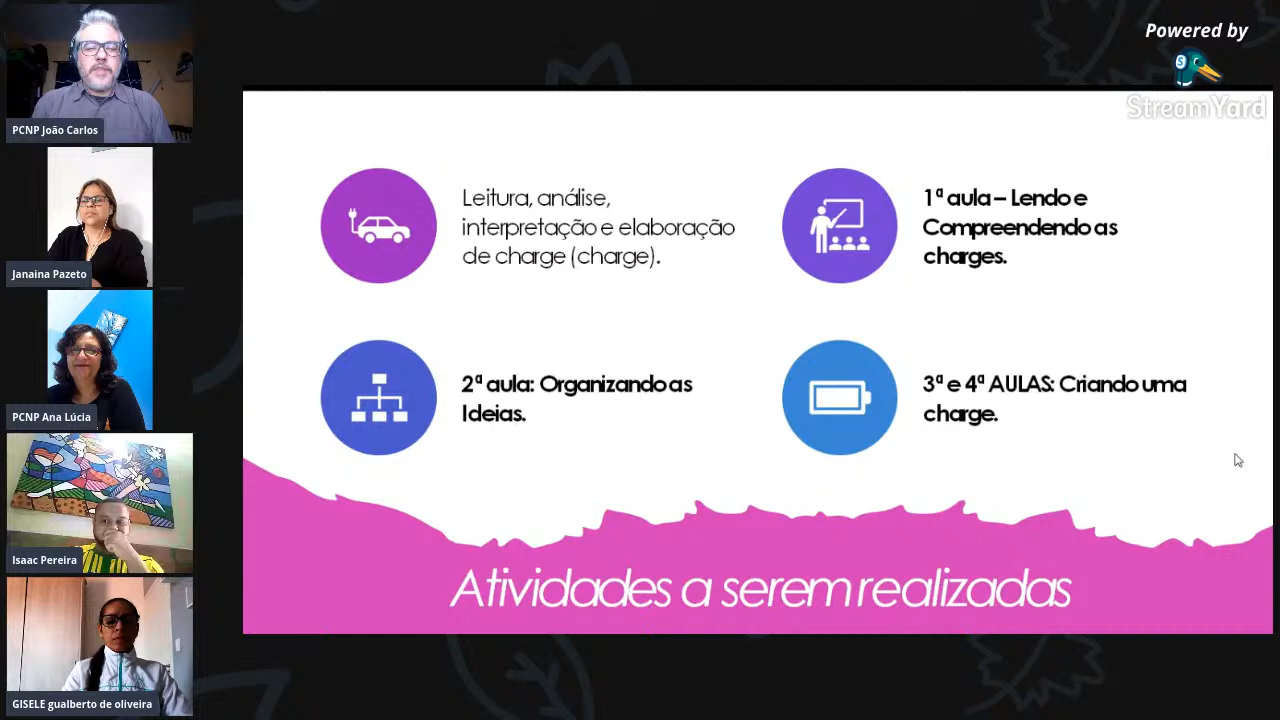 PCNP João Carlos
Janaina Pazeto
PCNP Ana Lúcia
Isaac Pereira
GISELE gualberto de oliveira
Powered by
S
StreamYard
Leitura, análise,
interpretação e elaboração
de charge (charge).
1ª aula – Lendo e
Compreendendo as
charges.
2ª aula: Organizando as
Ideias.
3ª e 4ª AULAS: Criando uma
charge.
Atividades a serem realizadas